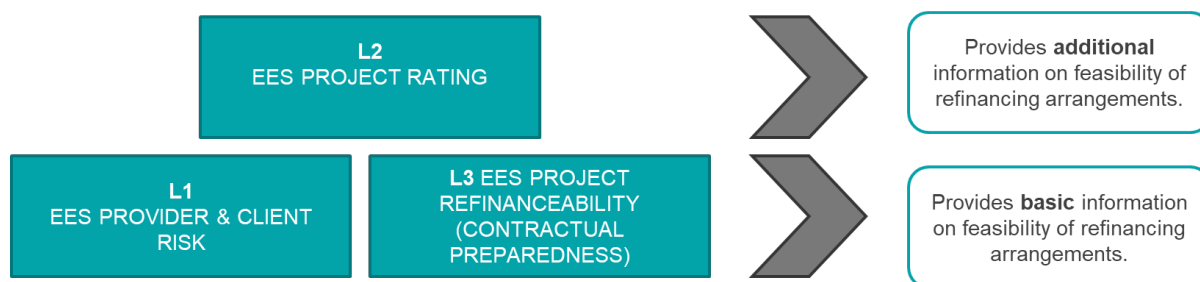 L2
EES PROJECT RATING
Provides additional
information on feasibility of
refinancing arrangements.
L1
EES PROVIDER & CLIENT
RISK
L3 EES PROJECT
REFINANCEABILITY
(CONTRACTUAL
PREPAREDNESS)
Provides basic information
on feasibility of refinancing
arrangements.